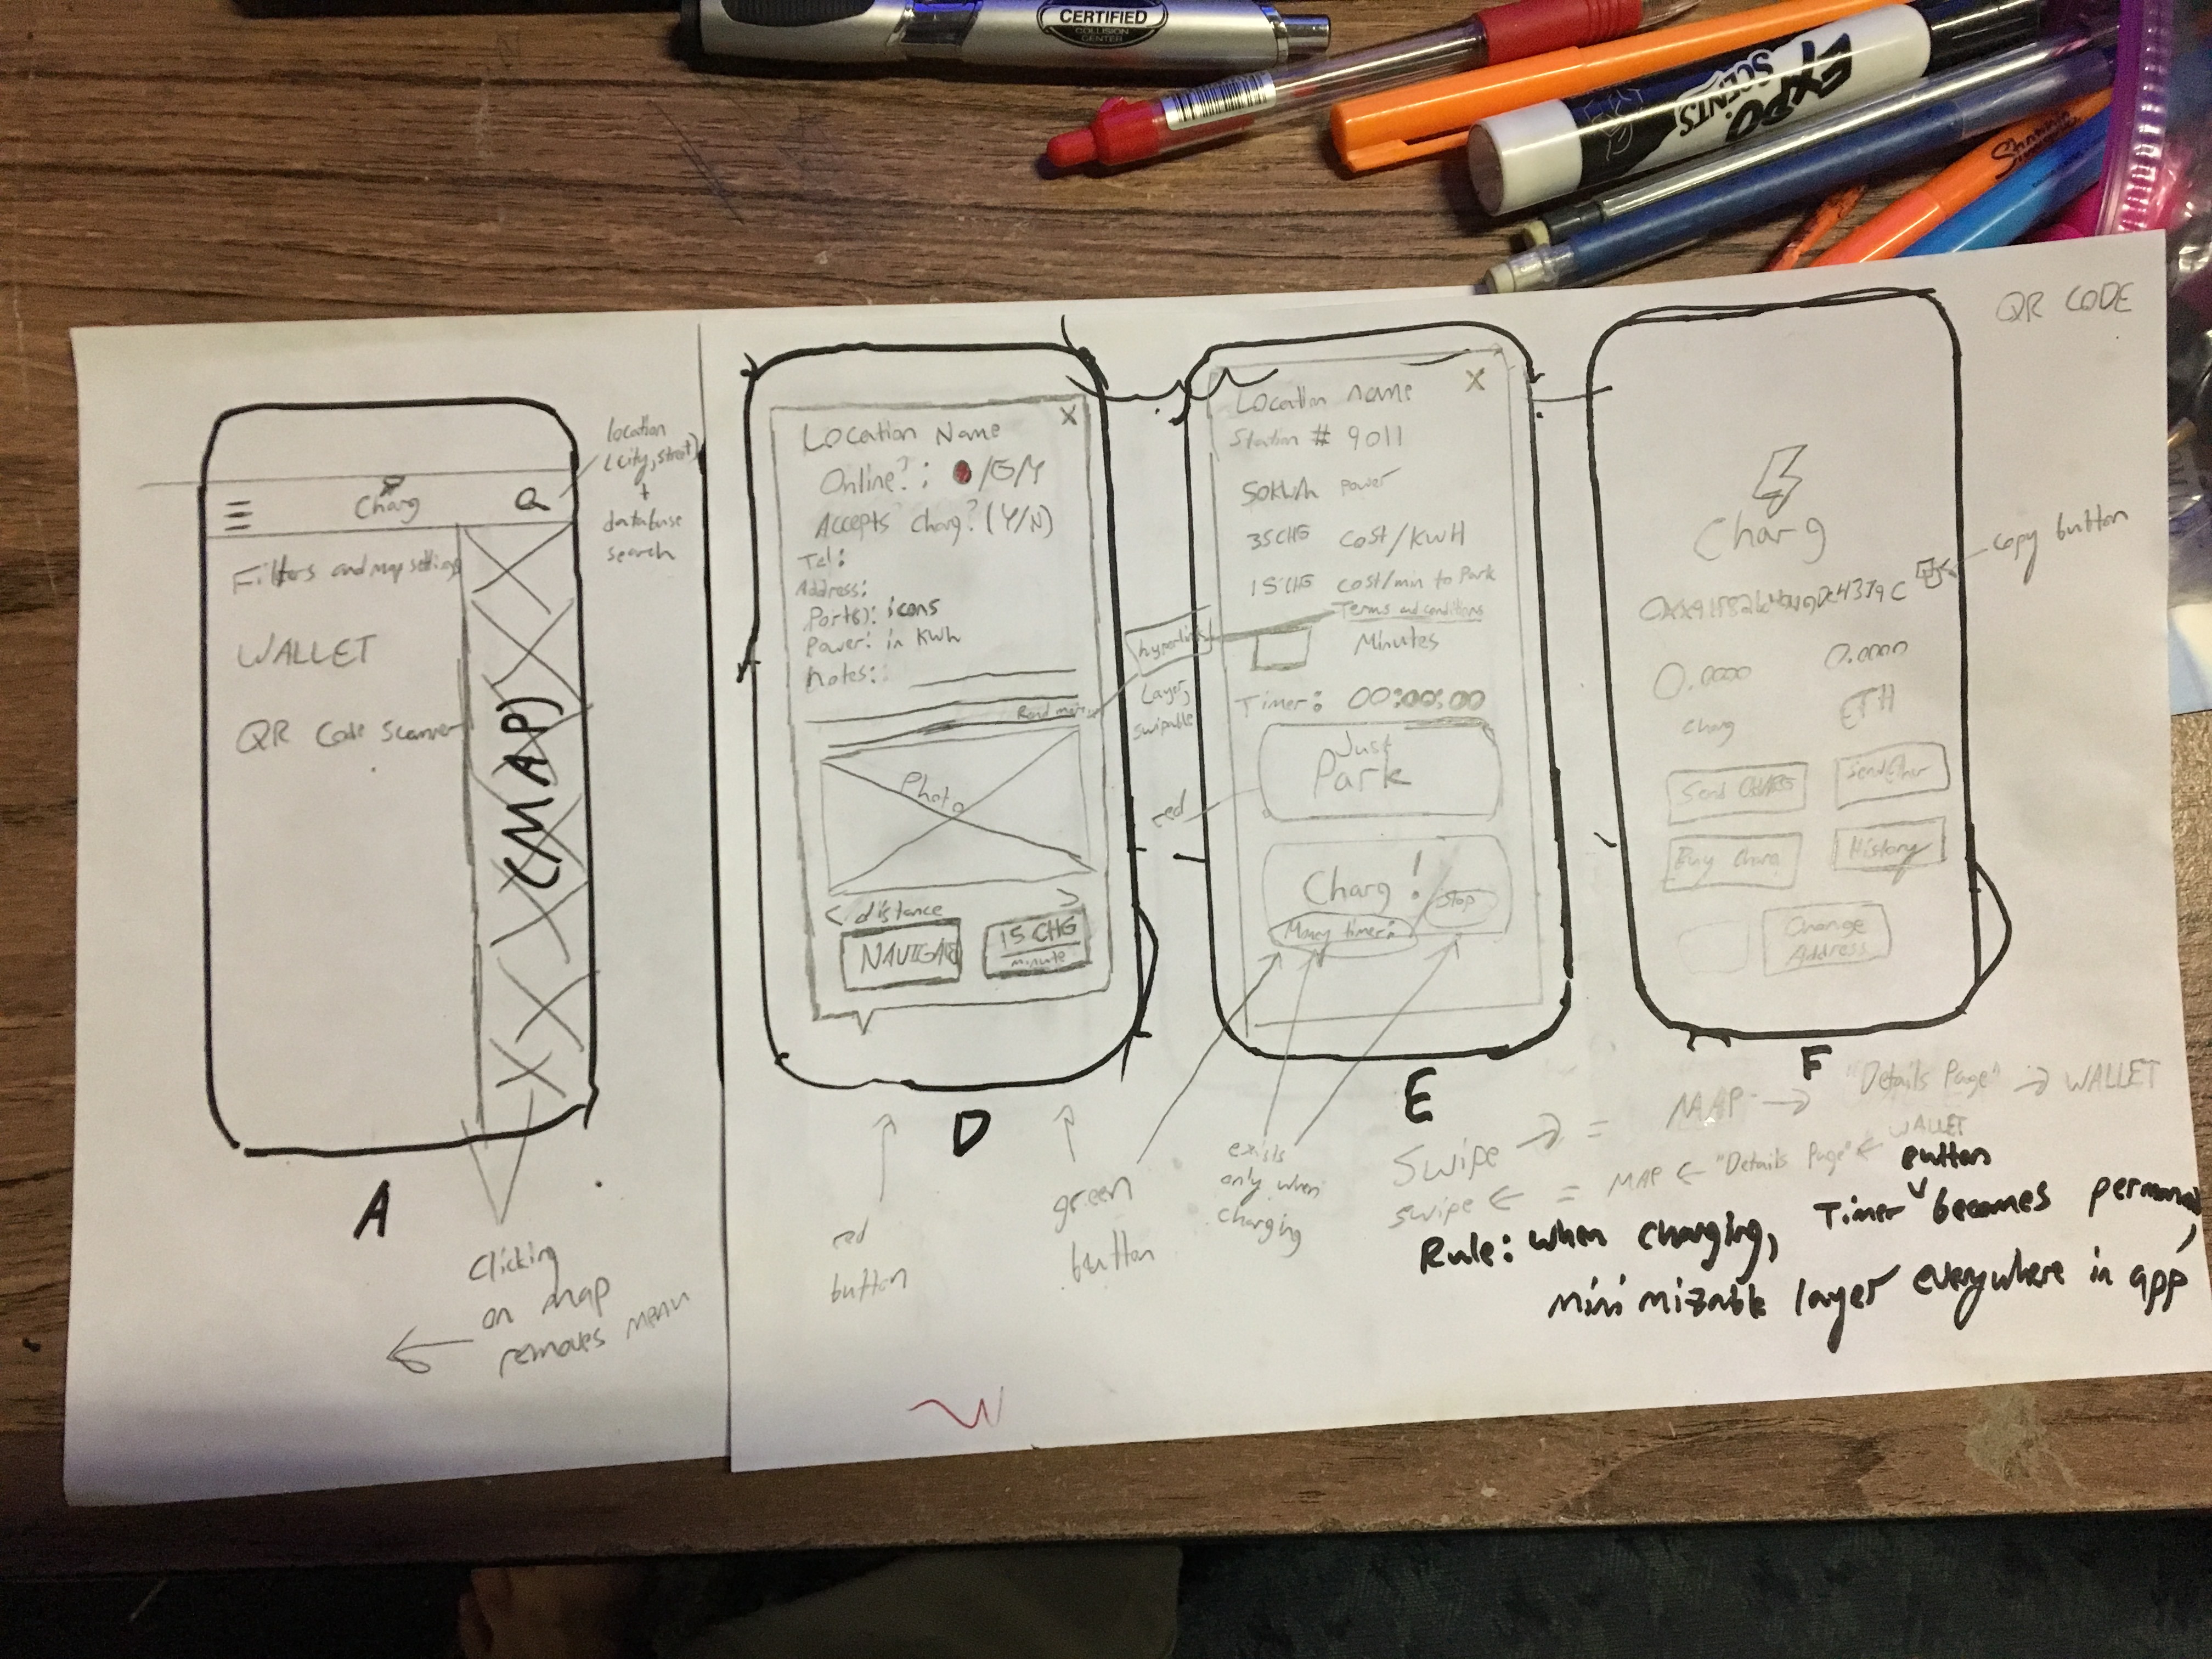 CERTIFIED
COLLISION
CENTER
EXPO
SCENTS
Sharpie
QR CODE
Charg
location
(city, street)
+
database
search
Filters and map settings
WALLET
QR Code Scanner
(MAP)
A
Clicking
on map
removes menu
X
Location Name
Online?: /G/Y
Accepts Charg? (Y/N)
Tel:
Address:
Port(s): icons
Power: in KWh
Notes:
Read more
Photo
< distance >
NAVIGATE
15 CHG
minute
D
red
button
green
button
hyperlink
Layer,
swipable
red
X
Location name
Station # 9011
50KWh power
35CHG cost/KWH
15CHG cost/min to Park
Terms and conditions
Minutes
Timer: 00:00:00
Just
Park
Charg!
Stop
Money timer:
E
exists
only when
charging
Charg
copy button
0.0000
0.0000
Charg
ETH
Send CHARG
Buy Charg
History
Change
Address
F
Swipe → = MAP → "Details Page" → WALLET
swipe ← = MAP ← "Details Page" ← WALLET
button
Rule: when charging, Timer becomes permanent,
minimizable layer everywhere in app